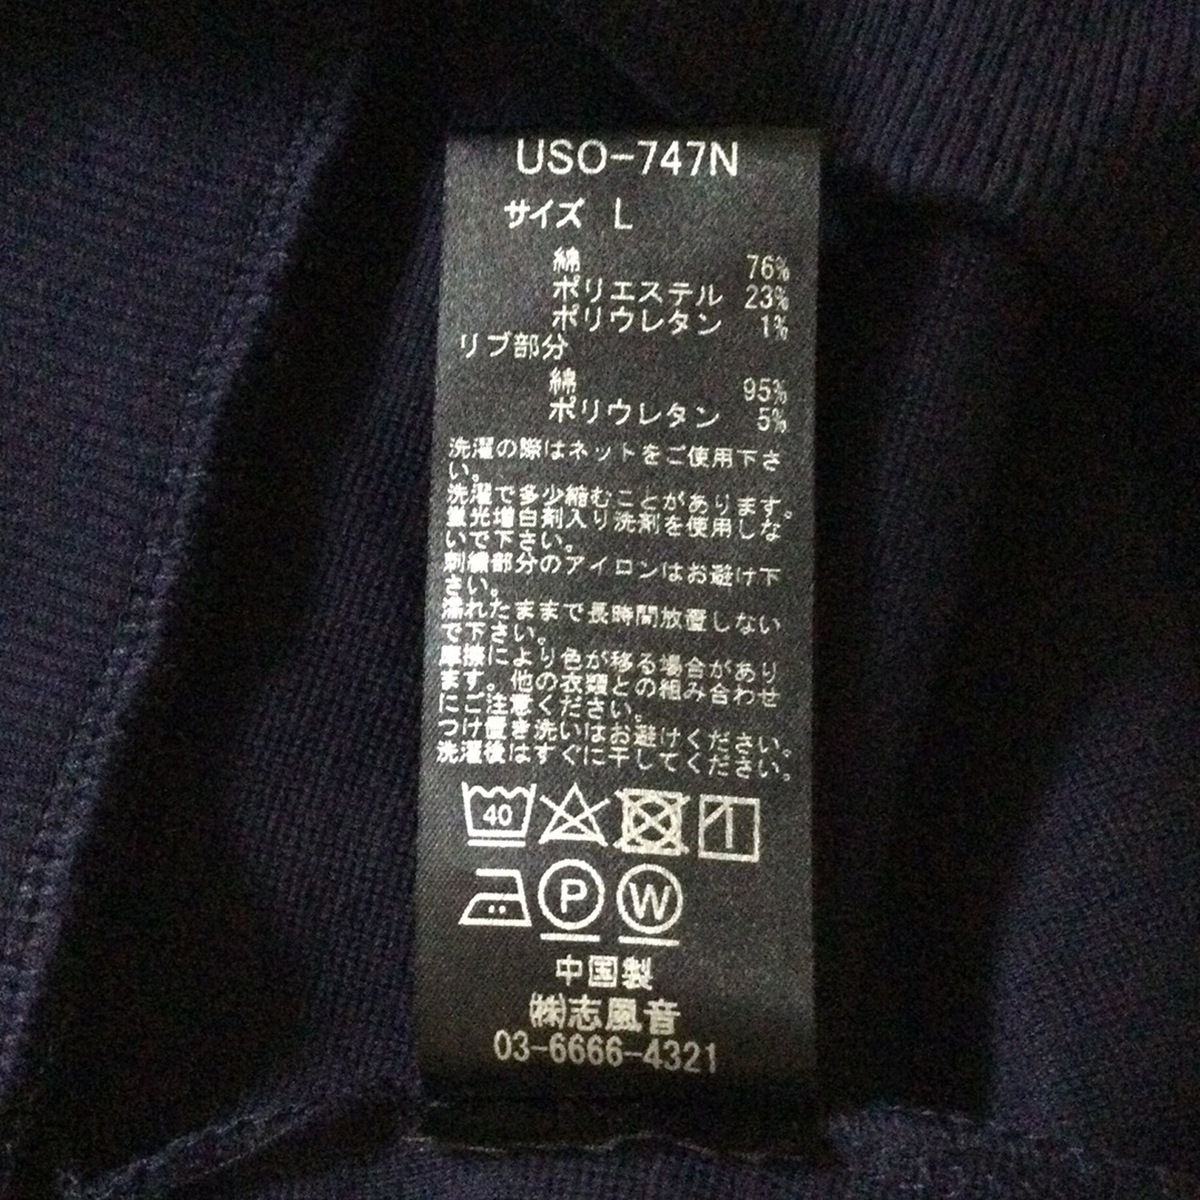 USO-747N
サイズ L
綿 76%
ポリエステル 23%
ポリウレタン 1%
リブ部分
綿 95%
ポリウレタン 5%
洗濯の際はネットをご使用下さ
い。
洗濯で多少縮むことがあります。
蛍光増白剤入り洗剤を使用しな
いで下さい。
刺繍部分のアイロンはお避け下
さい。
濡れたままで長時間放置しない
で下さい。
摩擦により色が移る場合があり
ます。他の衣類との組み合わせ
にご注意ください。
つけ置き洗いはお避けください。
洗濯後はすぐに干してください。
40
P W
中国製
㈱志風音
03-6666-4321